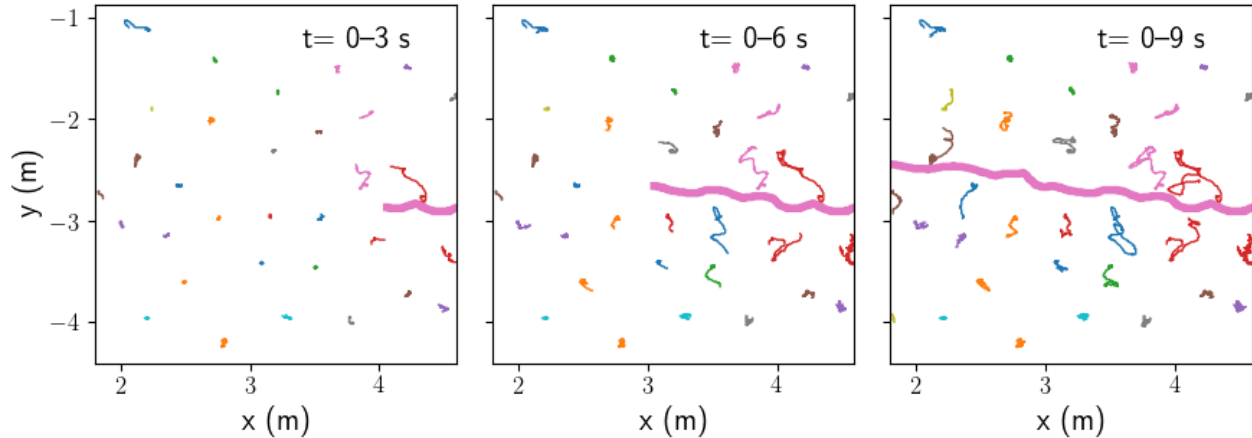 t= 0–3 s
t= 0–6 s
t= 0–9 s
−1
−2
−3
−4
y (m)
2 3 4
2 3 4
2 3 4
x (m)
x (m)
x (m)